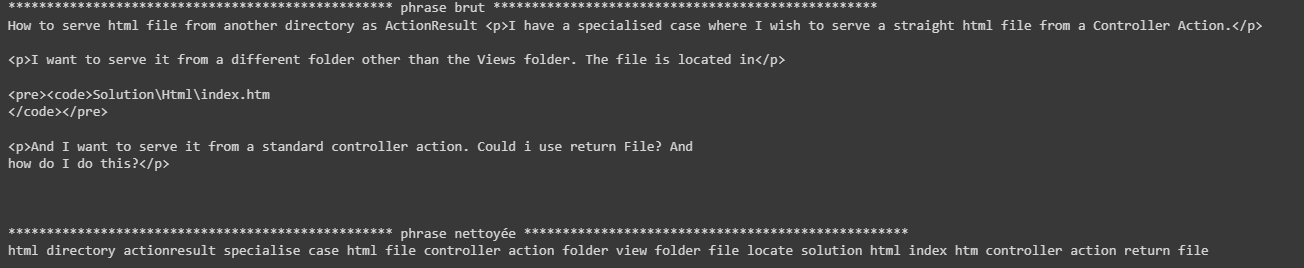 ************************************************** phrase brut **************************************************
How to serve html file from another directory as ActionResult <p>I have a specialised case where I wish to serve a straight html file from a Controller Action.</p>
<p>I want to serve it from a different folder other than the Views folder. The file is located in</p>
<pre><code>Solution\Html\index.htm
</code></pre>
<p>And I want to serve it from a standard controller action. Could i use return File? And
how do I do this?</p>
************************************************** phrase nettoyée **************************************************
html directory actionresult specialise case html file controller action folder view folder file locate solution html index htm controller action return file